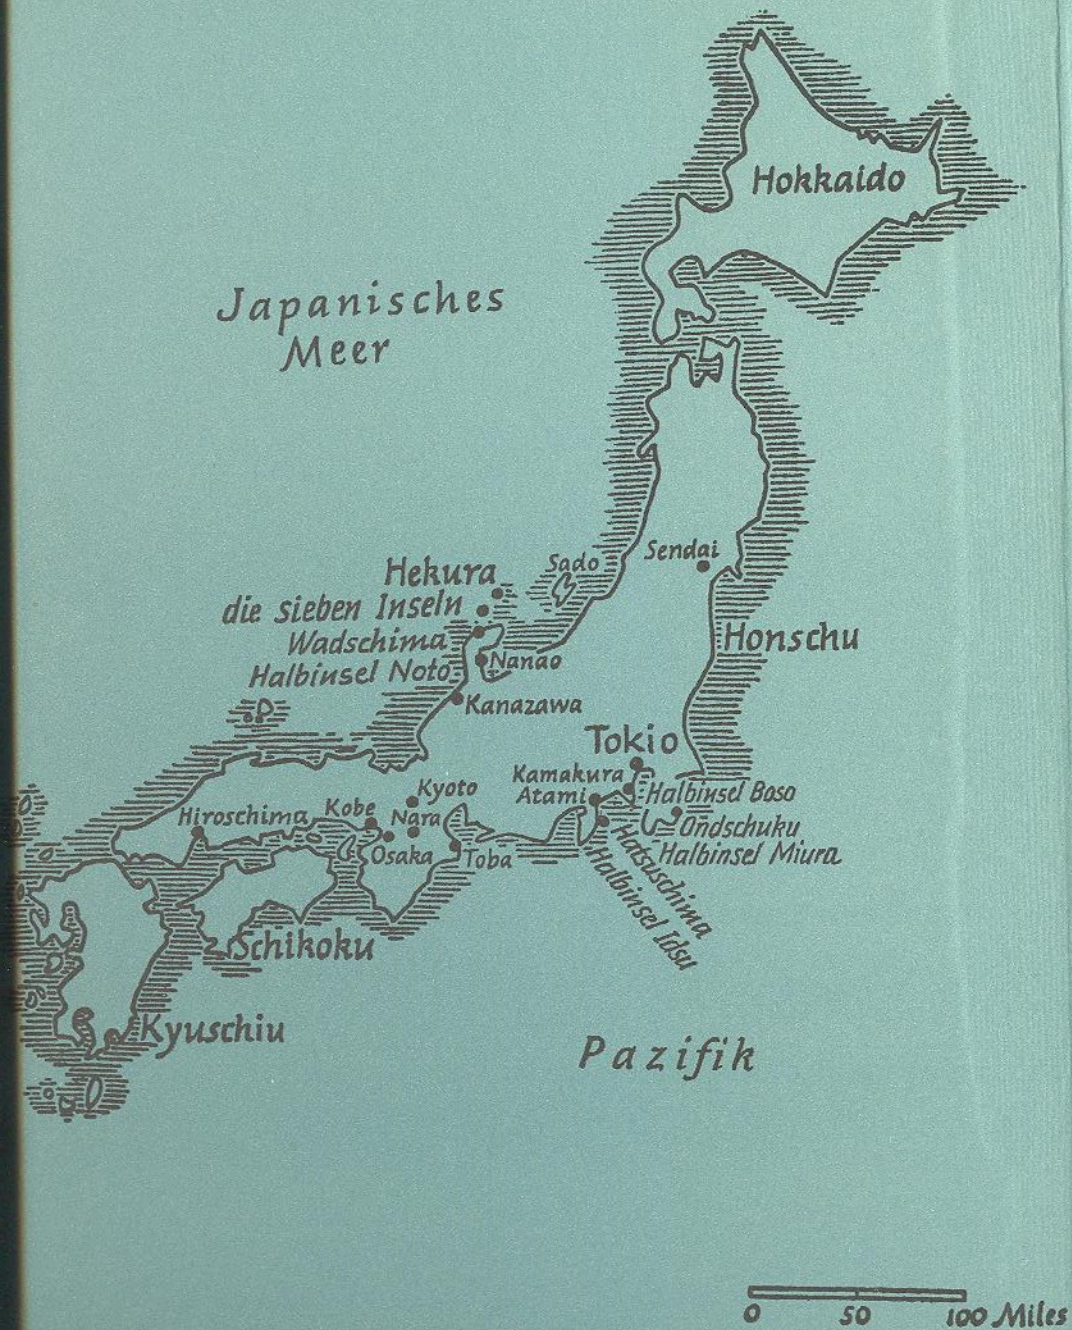 Hokkaido
Japanisches
Meer
Sendai
Sado
Hekura
die sieben Inseln
Wadschima
Honschu
Nanao
Halbinsel Noto
Kanazawa
Tokio
Kamakura
Atami
Halbinsel Boso
Kyoto
Hiroschima
Kobe
Nara
Ondschuku
Osaka
Toba
Halbinsel Miura
Hatsuschima
Halbinsel Idsu
Schikoku
Kyuschiu
Pazifik
0 50 100 Miles